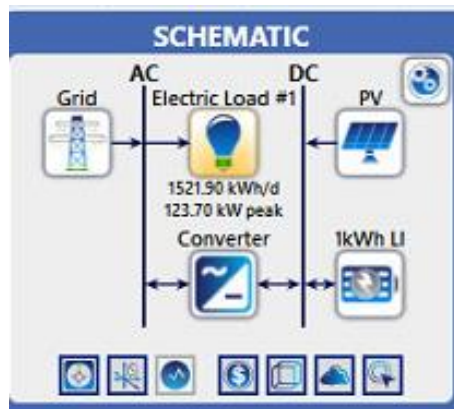 SCHEMATIC
AC DC
Grid Electric Load #1 PV
1521.90 kWh/d
123.70 kW peak
Converter 1kWh LI